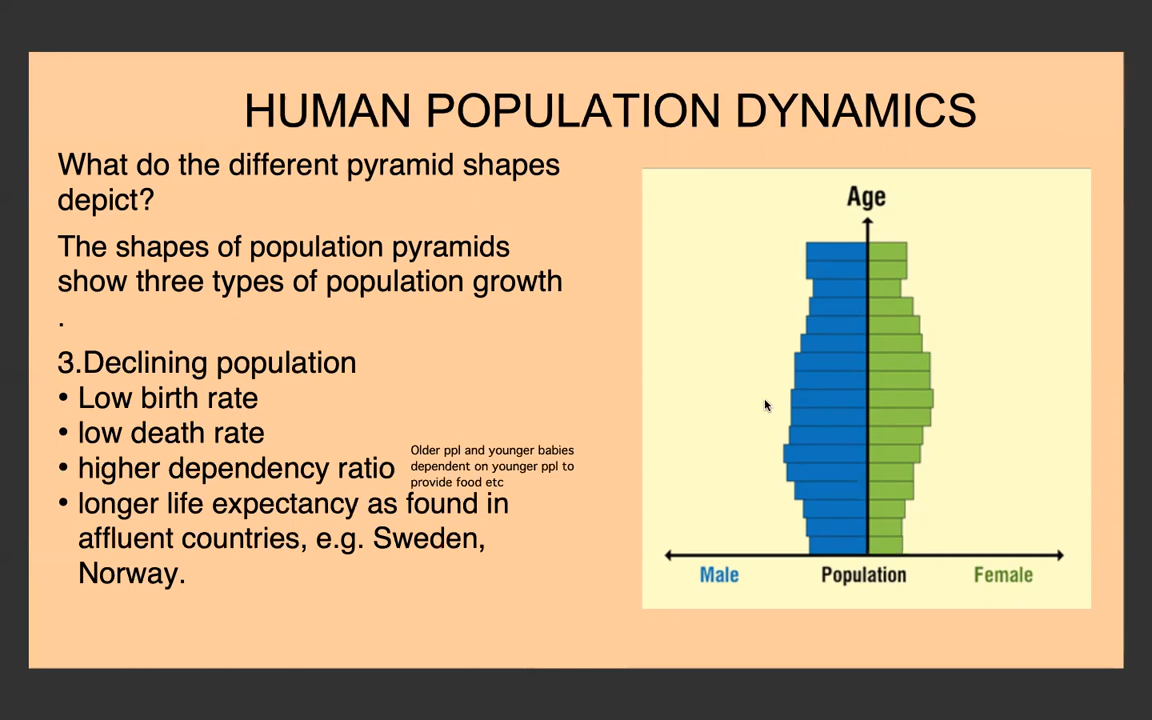 HUMAN POPULATION DYNAMICS
What do the different pyramid shapes
depict?
The shapes of population pyramids
show three types of population growth
.
3.Declining population
• Low birth rate
• low death rate
• higher dependency ratio
Older ppl and younger babies
dependent on younger ppl to
provide food etc
• longer life expectancy as found in
affluent countries, e.g. Sweden,
Norway.
Age
Male Population Female